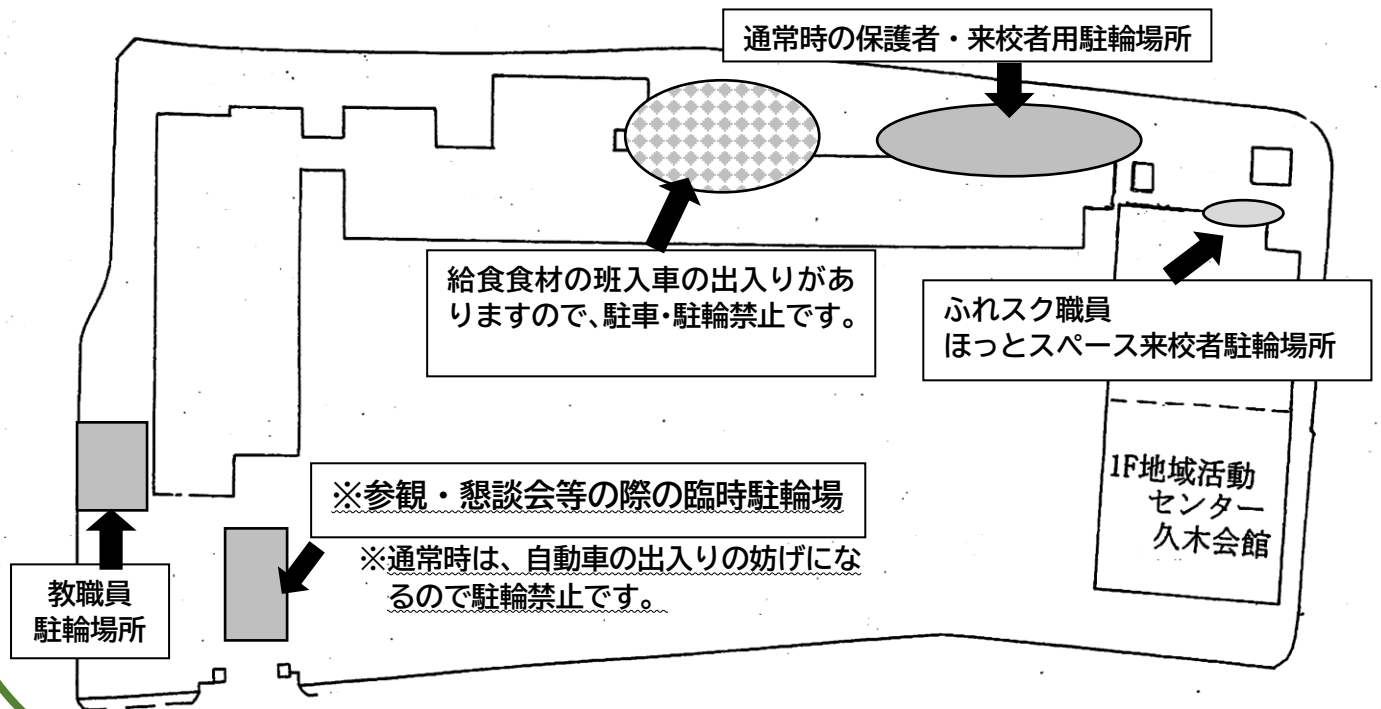 通常時の保護者・来校者用駐輪場所
給食食材の班入車の出入りがあ
りますので、駐車・駐輪禁止です。
ふれスク職員
ほっとスペース来校者駐輪場所
1F地域活動
センター
久木会館
※参観・懇談会等の際の臨時駐輪場
※通常時は、自動車の出入りの妨げにな
るので駐輪禁止です。
教職員
駐輪場所